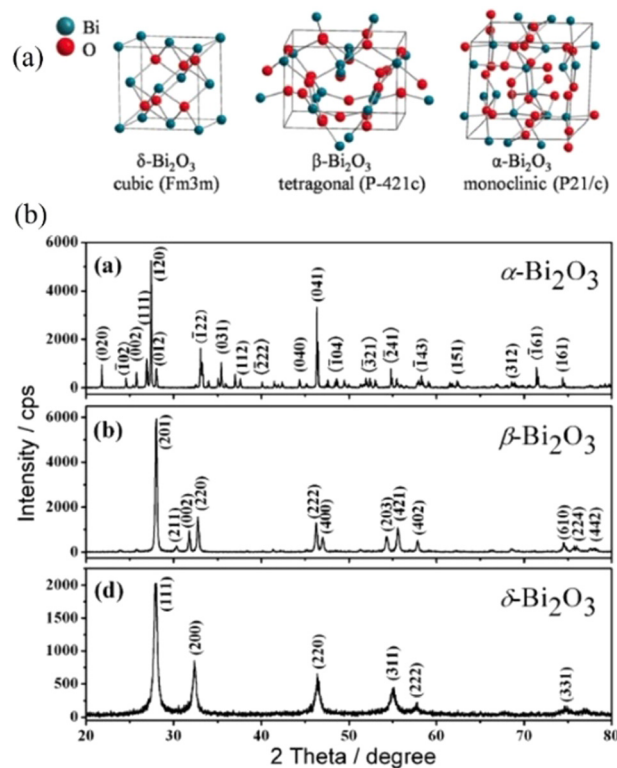 (a)
Bi
O
δ-Bi₂O₃
cubic (Fm3m)
β-Bi₂O₃
tetragonal (P-421c)
α-Bi₂O₃
monoclinic (P21/c)
(b)
Intensity / cps
(a)
α-Bi₂O₃
6000
4000
2000
0
(020)
(1̄02)
(002)
(111)
(120)
(012)
(1̄22)
(031)
(112)
(2̄22)
(040)
(041)
(1̄04)
(3̄21)
(2̄41)
(1̄43)
(151)
(312)
(1̄61)
(161)
(b)
β-Bi₂O₃
6000
4000
2000
0
(201)
(211)
(002)
(220)
(222)
(400)
(203)
(421)
(402)
(610)
(224)
(442)
(d)
δ-Bi₂O₃
2000
1500
1000
500
0
(111)
(200)
(220)
(311)
(222)
(331)
20 30 40 50 60 70 80
2 Theta / degree